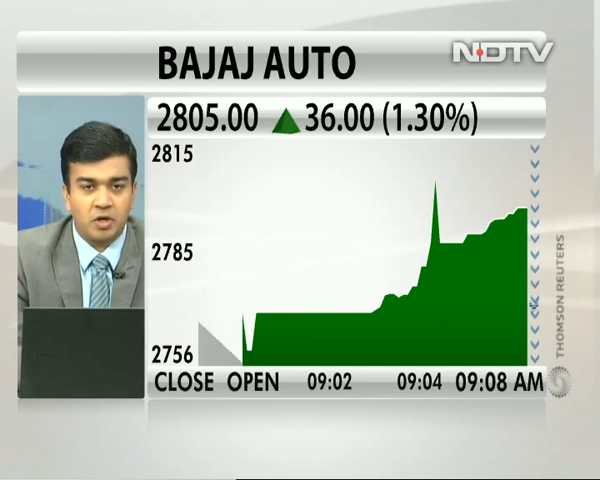 BAJAJ AUTO
NDTV
2805.00 ▲ 36.00 (1.30%)
2815
2785
2756
CLOSE OPEN 09:02 09:04 09:08 AM
THOMSON REUTERS